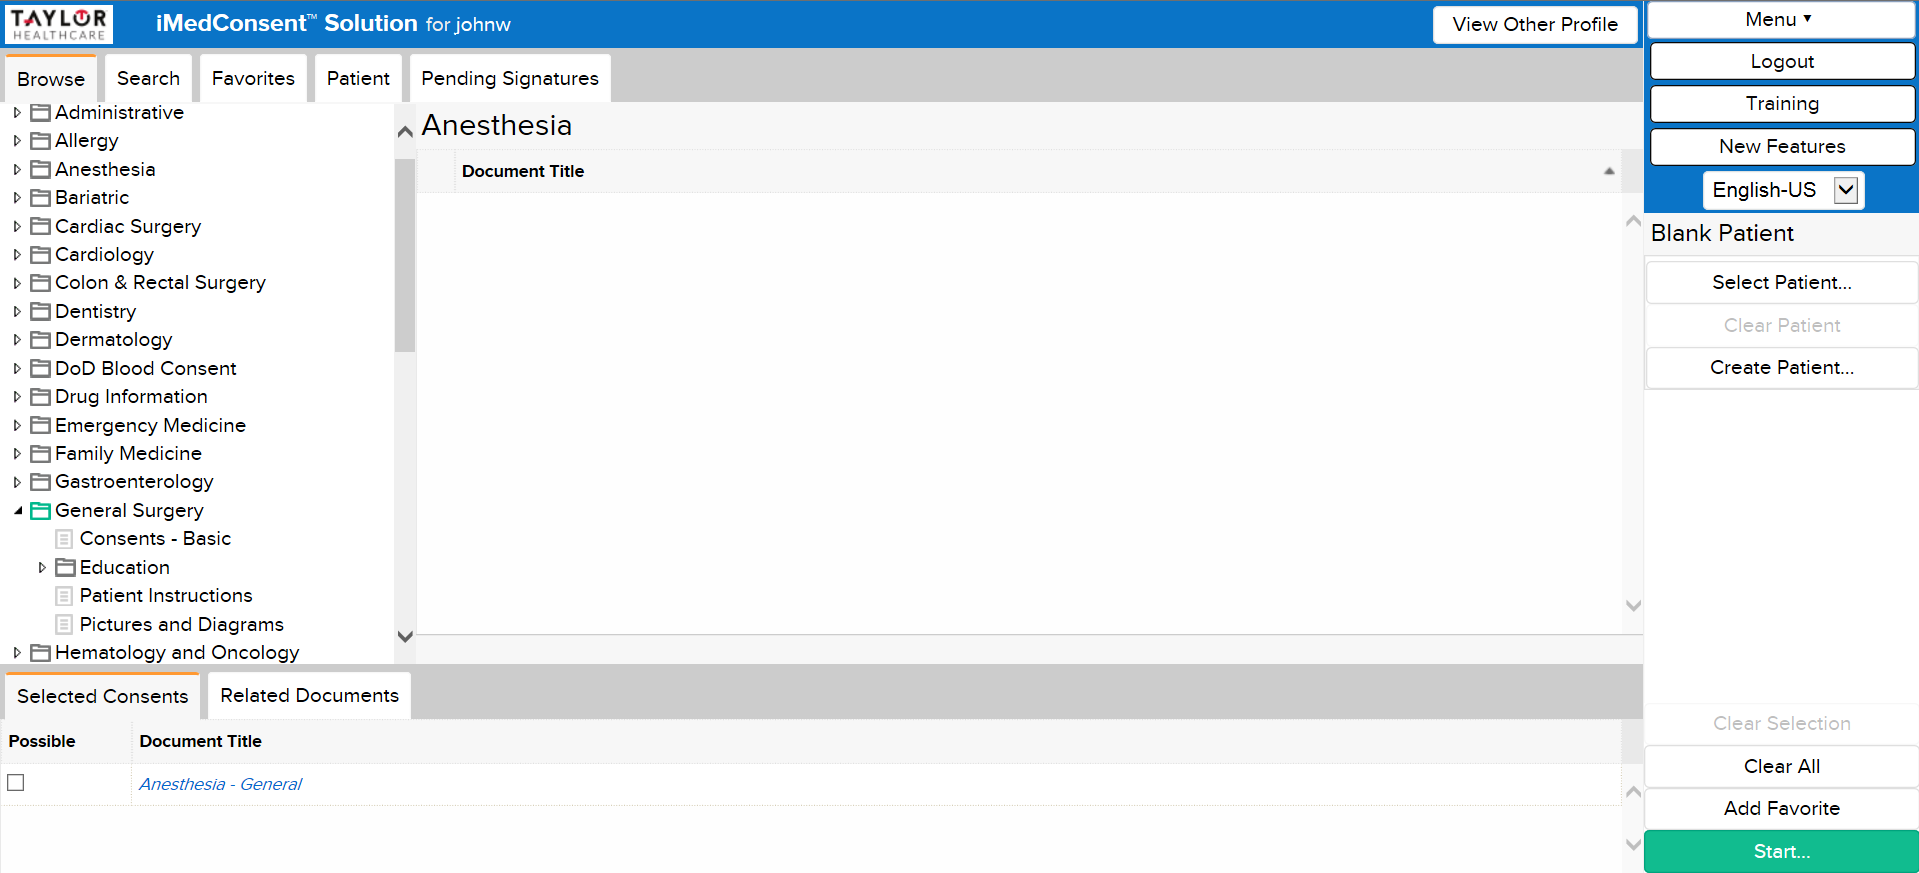 TAYLOR
HEALTHCARE
iMedConsent™ Solution for johnw
View Other Profile
Menu ▼
Logout
Training
New Features
English-US
Browse
Search
Favorites
Patient
Pending Signatures
Administrative
Allergy
Anesthesia
Bariatric
Cardiac Surgery
Cardiology
Colon & Rectal Surgery
Dentistry
Dermatology
DoD Blood Consent
Drug Information
Emergency Medicine
Family Medicine
Gastroenterology
General Surgery
Consents - Basic
Education
Patient Instructions
Pictures and Diagrams
Hematology and Oncology
Anesthesia
Document Title
Blank Patient
Select Patient...
Clear Patient
Create Patient...
Selected Consents
Related Documents
Possible
Document Title
Anesthesia - General
Clear Selection
Clear All
Add Favorite
Start...